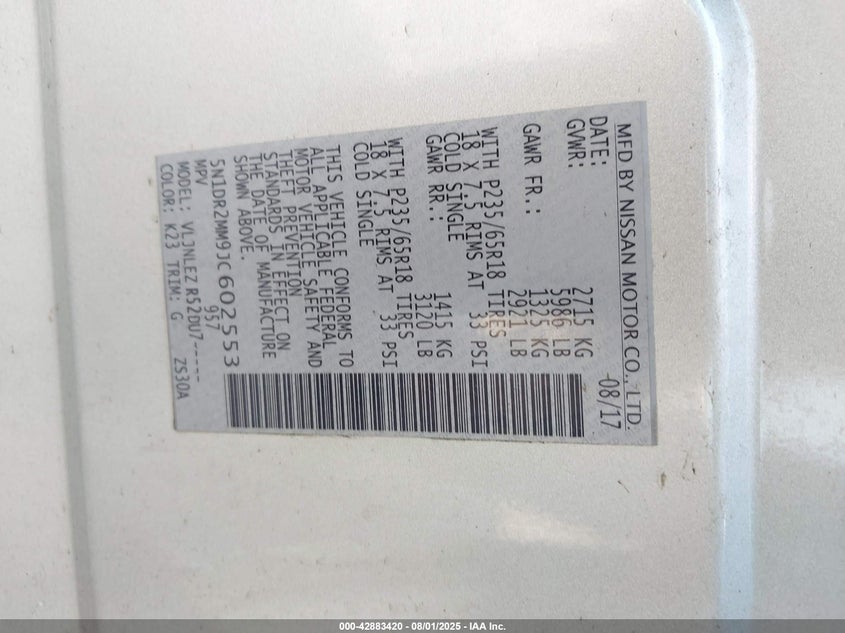 MFD BY NISSAN MOTOR CO., LTD.
DATE: -08/17
GVWR: 2715 KG
5986 LB
GAWR FR.: 1325 KG
2921 LB
WITH P235/65R18 TIRES
18 X 7.5 RIMS AT 33 PSI
COLD SINGLE
GAWR RR.: 1415 KG
3120 LB
WITH P235/65R18 TIRES
18 X 7.5 RIMS AT 33 PSI
COLD SINGLE
THIS VEHICLE CONFORMS TO
ALL APPLICABLE FEDERAL
MOTOR VEHICLE SAFETY AND
THEFT PREVENTION
STANDARDS IN EFFECT ON
THE DATE OF MANUFACTURE
SHOWN ABOVE.
5N1DR2MM9JC602553
MPV 957
MODEL: VLJNLEZ R52DU7-----
COLOR: K23 TRIM: G ZS30A
000-42883420 - 08/01/2025 - IAA Inc.